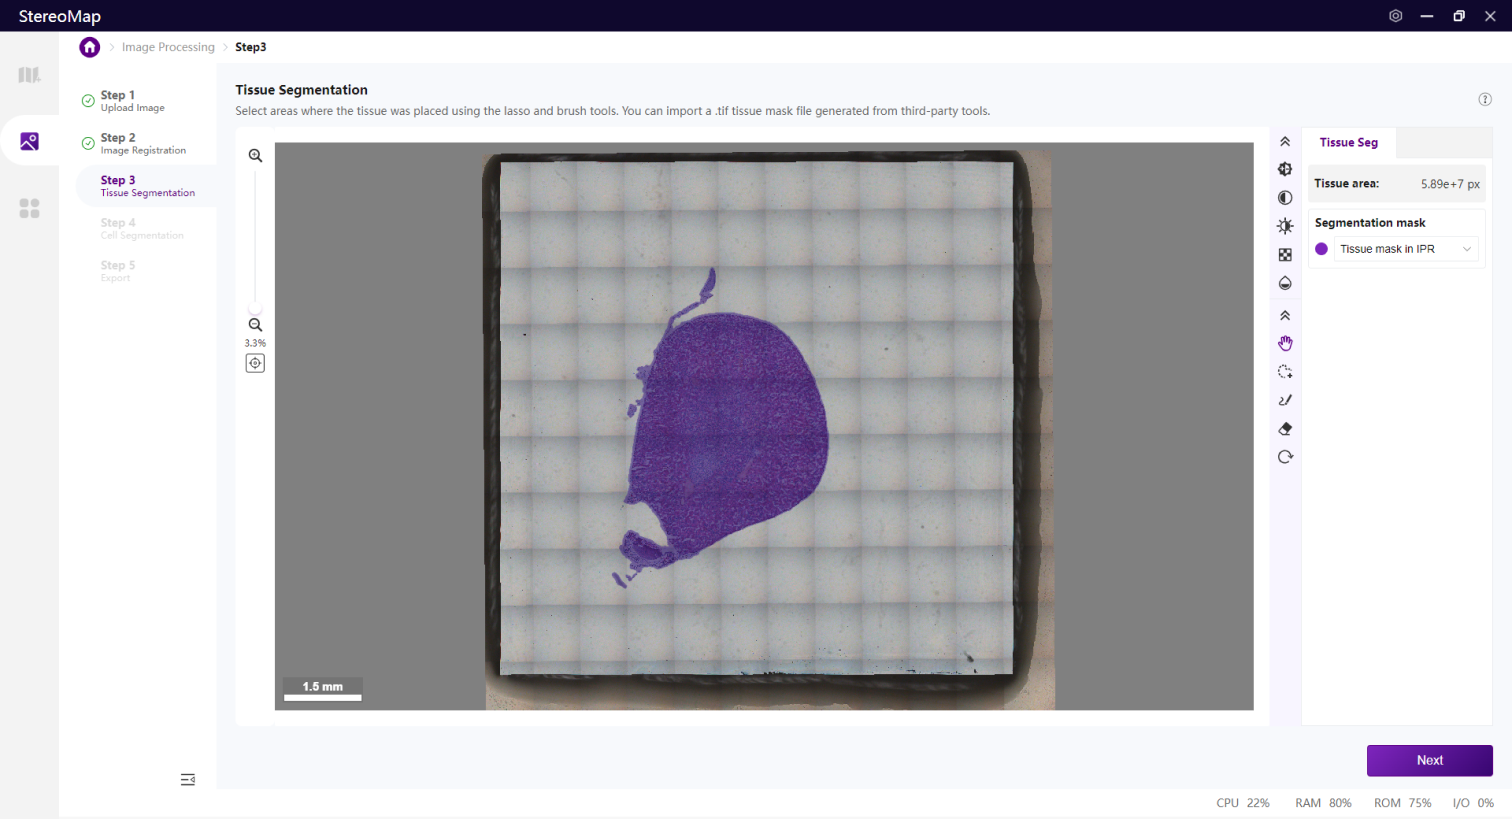 StereoMap
Image Processing
Step3
Step 1
Upload Image
Step 2
Image Registration
Step 3
Tissue Segmentation
Step 4
Cell Segmentation
Step 5
Export
Tissue Segmentation
Select areas where the tissue was placed using the lasso and brush tools. You can import a .tif tissue mask file generated from third-party tools.
3.3%
1.5 mm
Tissue Seg
Tissue area: 5.89e+7 px
Segmentation mask
Tissue mask in IPR
Next
CPU 22% RAM 80% ROM 75% I/O 0%